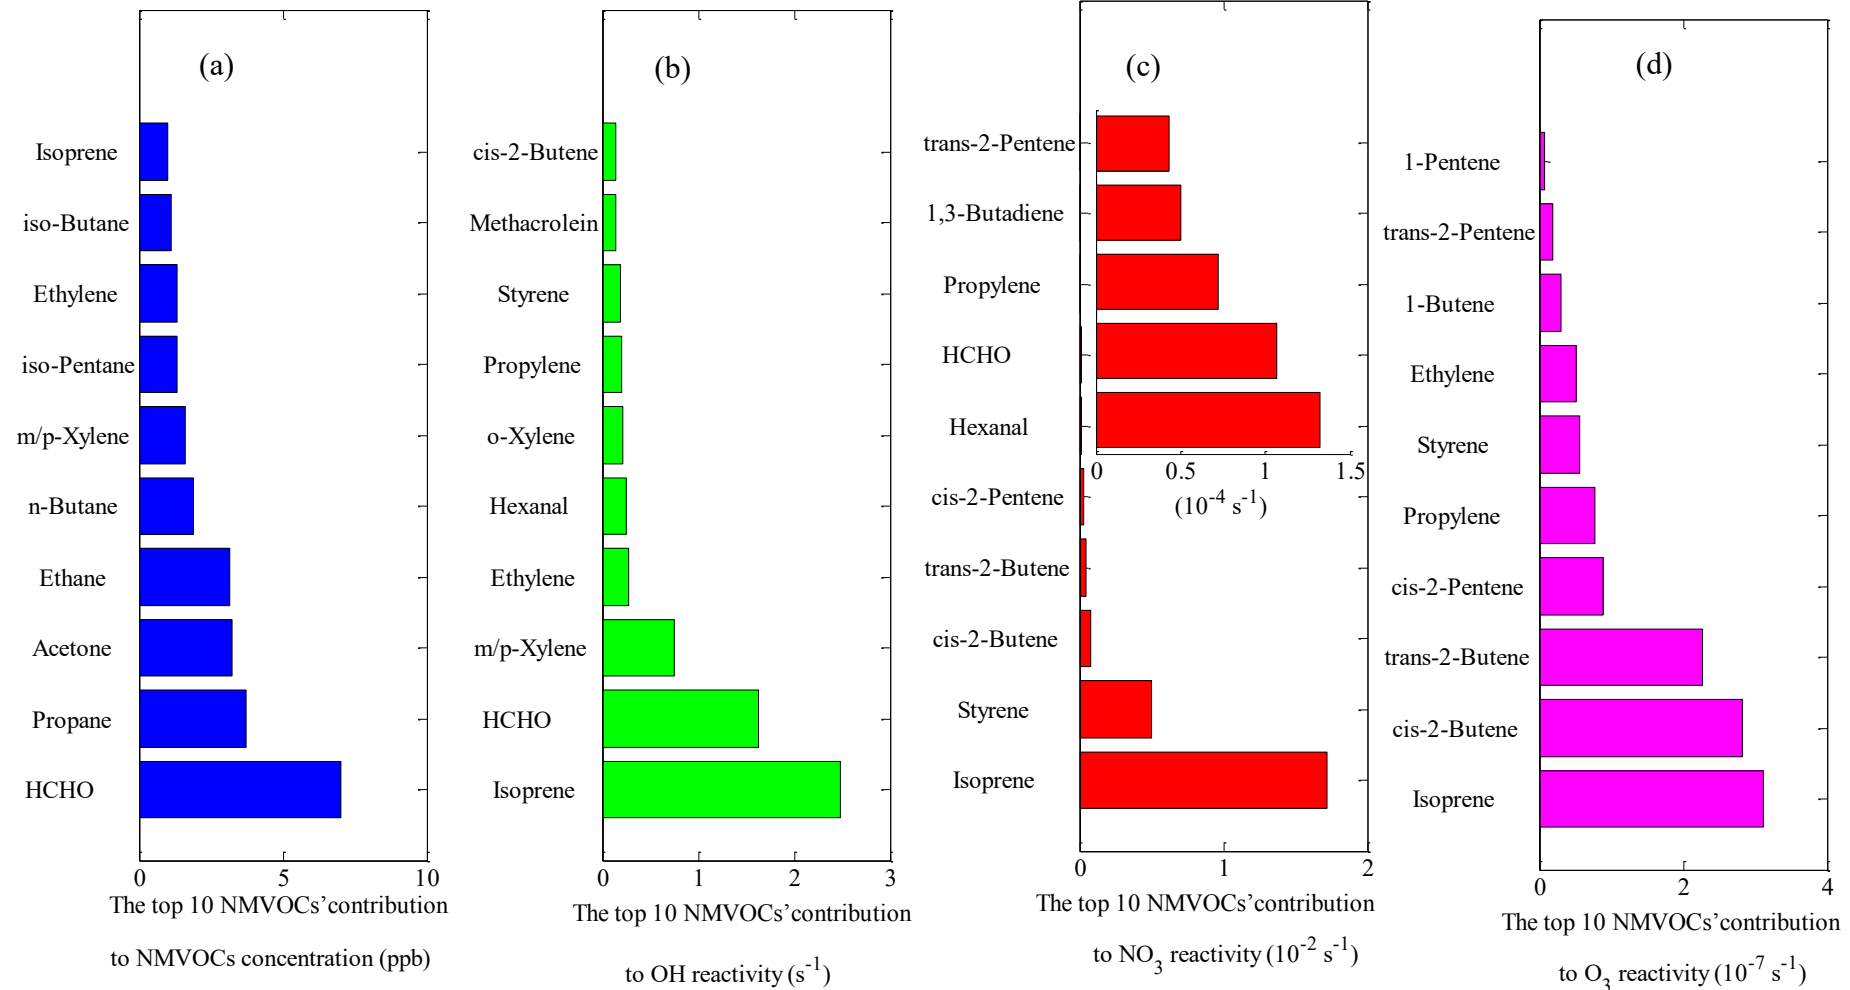 (a)
Isoprene
iso-Butane
Ethylene
iso-Pentane
m/p-Xylene
n-Butane
Ethane
Acetone
Propane
HCHO
0 5 10
The top 10 NMVOCs’contribution
to NMVOCs concentration (ppb)
(b)
cis-2-Butene
Methacrolein
Styrene
Propylene
o-Xylene
Hexanal
Ethylene
m/p-Xylene
HCHO
Isoprene
0 1 2 3
The top 10 NMVOCs’contribution
to OH reactivity (s⁻¹)
(c)
trans-2-Pentene
1,3-Butadiene
Propylene
HCHO
Hexanal
0 0.5 1 1.5
(10⁻⁴ s⁻¹)
cis-2-Pentene
trans-2-Butene
cis-2-Butene
Styrene
Isoprene
0 1 2
The top 10 NMVOCs’contribution
to NO₃ reactivity (10⁻² s⁻¹)
(d)
1-Pentene
trans-2-Pentene
1-Butene
Ethylene
Styrene
Propylene
cis-2-Pentene
trans-2-Butene
cis-2-Butene
Isoprene
0 2 4
The top 10 NMVOCs’contribution
to O₃ reactivity (10⁻⁷ s⁻¹)